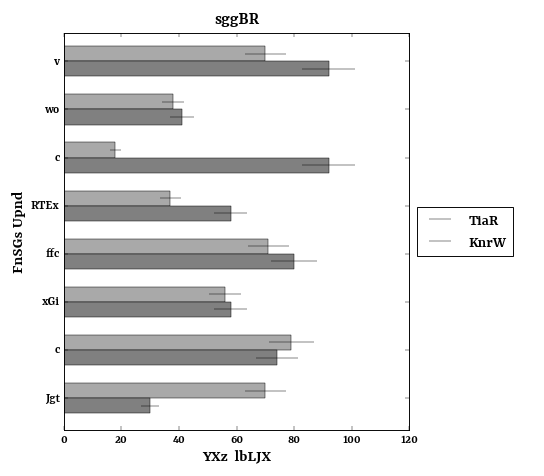 sggBR
v
wo
c
RTEx
ffc
xGi
c
Jgt
FnSGs Upnd
0 20 40 60 80 100 120
YXz lbLJX
TiaR
KnrW